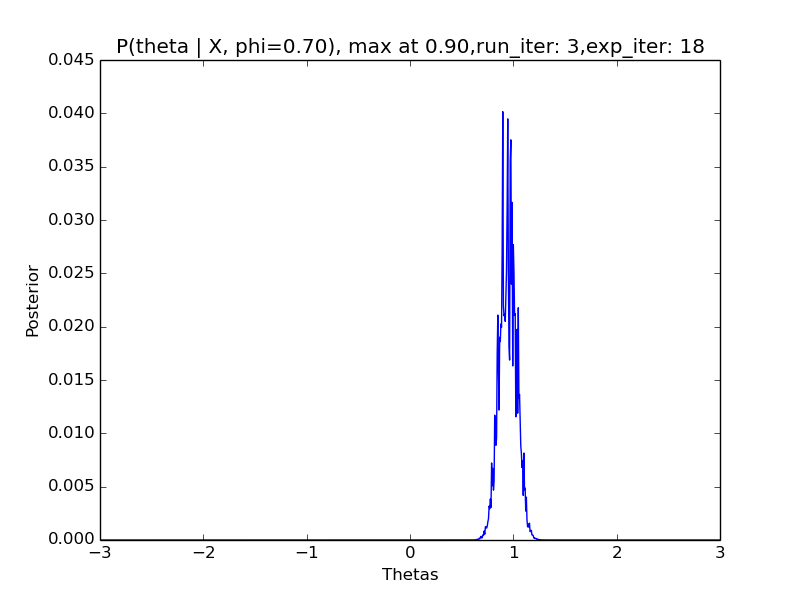 P(theta | X, phi=0.70), max at 0.90,run_iter: 3,exp_iter: 18
0.045
0.040
0.035
0.030
0.025
0.020
0.015
0.010
0.005
0.000
Posterior
−3 −2 −1 0 1 2 3
Thetas